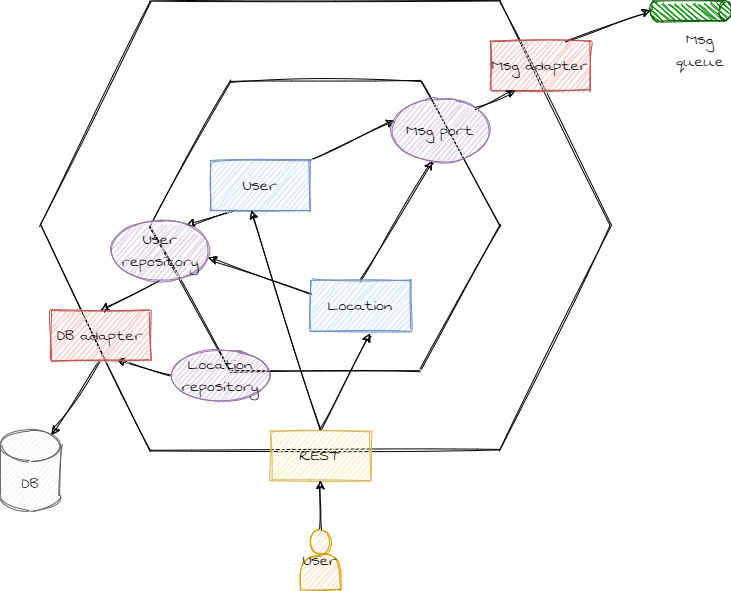 Msg
queue
Msg adapter
Msg port
User
User
repository
Location
DB adapter
Location
repository
REST
DB
User